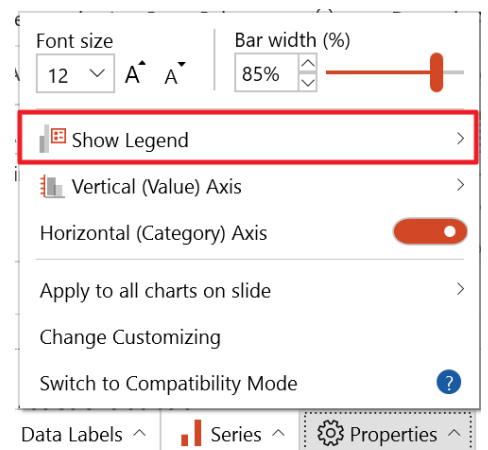 Font size
Bar width (%)
12
A
A
85%
Show Legend
Vertical (Value) Axis
Horizontal (Category) Axis
Apply to all charts on slide
Change Customizing
Switch to Compatibility Mode
?
Data Labels
Series
Properties